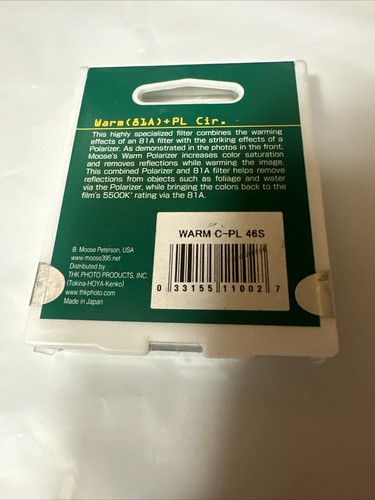 Warm(81A)+PL Cir.
This highly specialized filter combines the warming
effects of an 81A filter with the striking effects of a
Polarizer. As demonstrated in the photos in the front,
Moose's Warm Polarizer increases color saturation
and removes reflections while warming the image.
This combined Polarizer and 81A filter helps remove
reflections from objects such as foliage and water
via the Polarizer, while bringing the colors back to the
film's 5500K° rating via the 81A.
WARM C-PL 46S
0 33155 11002 7
B. Moose Peterson, USA
www.moose395.net
Distributed by
THK PHOTO PRODUCTS, INC.
(Tokina-HOYA-Kenko)
www.thkphoto.com
Made in Japan